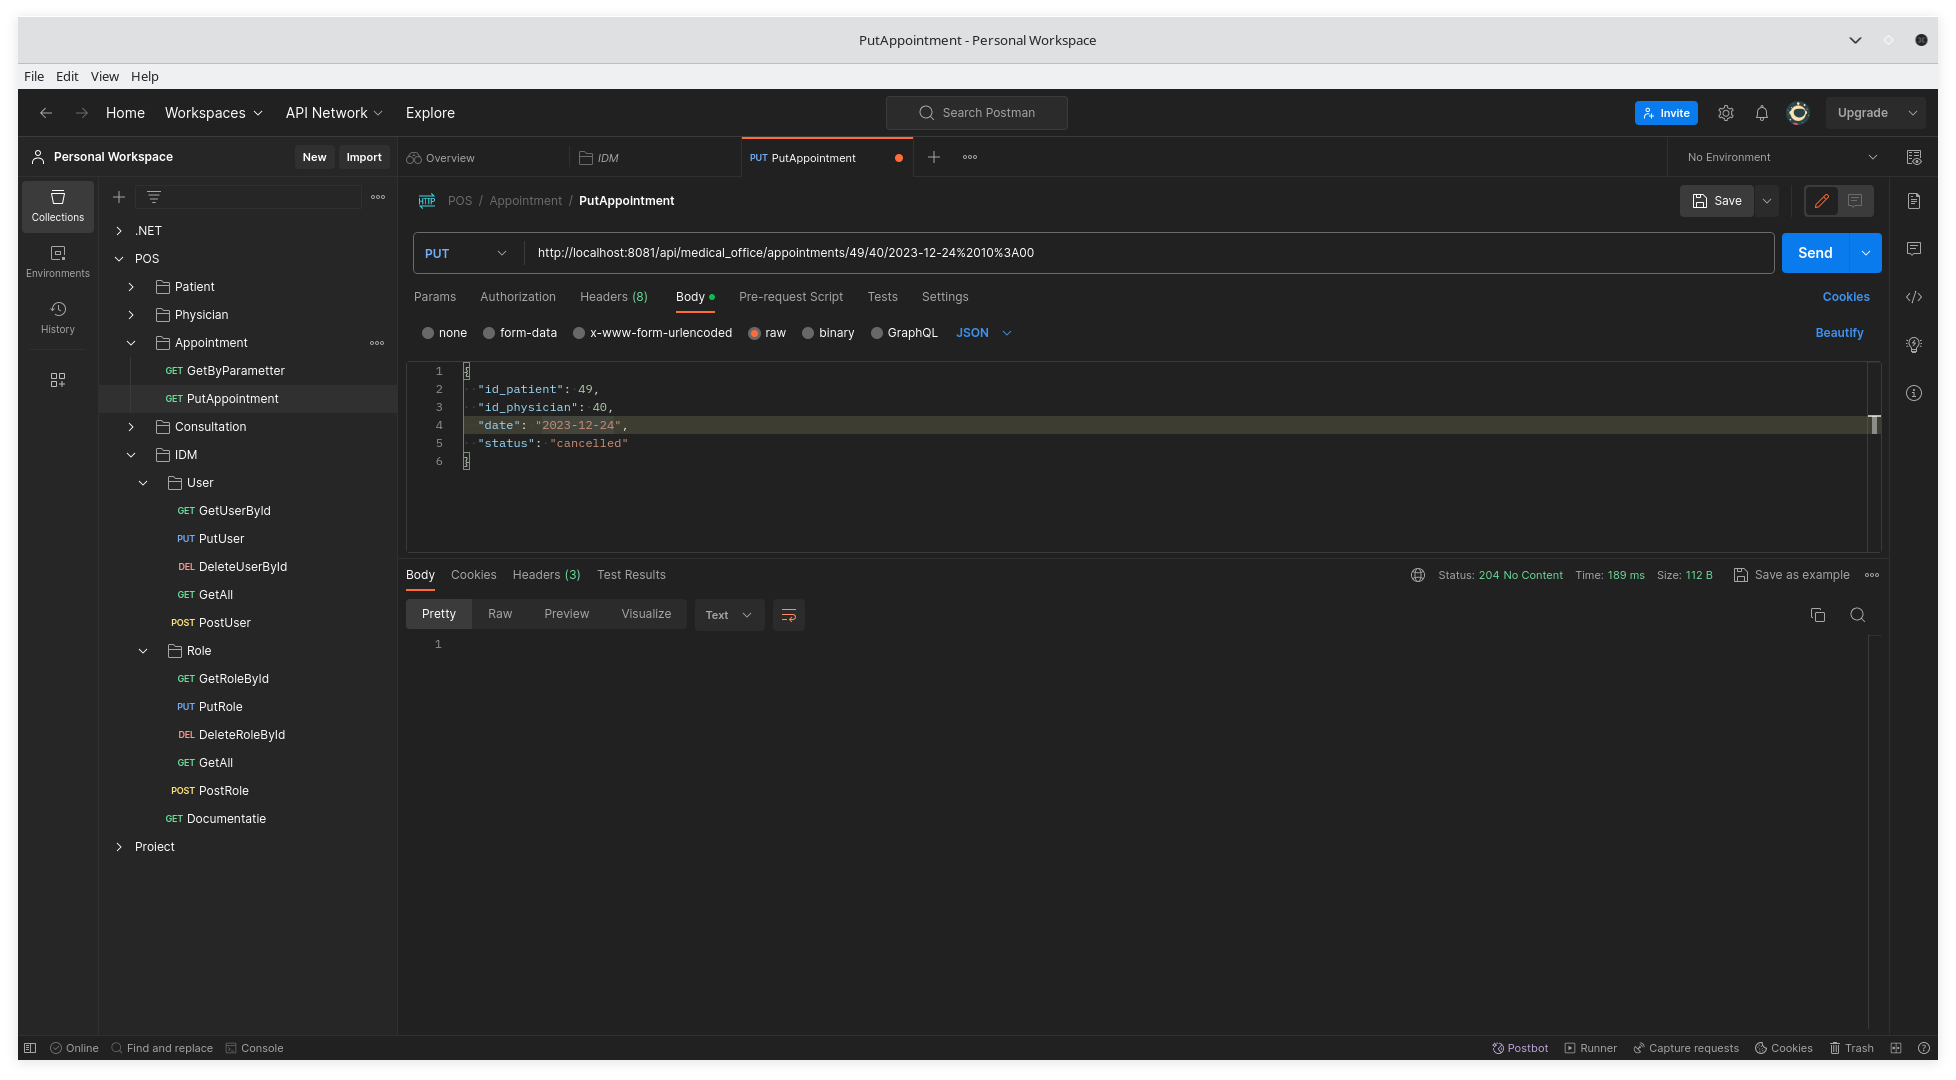 PutAppointment - Personal Workspace
File Edit View Help
Home Workspaces API Network Explore Search Postman Invite Upgrade
Personal Workspace New Import Overview IDM PUT PutAppointment No Environment
Collections
Environments
History
.NET
POS
Patient
Physician
Appointment
GET GetByParametter
GET PutAppointment
Consultation
IDM
User
GET GetUserById
PUT PutUser
DEL DeleteUserById
GET GetAll
POST PostUser
Role
GET GetRoleById
PUT PutRole
DEL DeleteRoleById
GET GetAll
POST PostRole
GET Documentatie
Proiect
HTTP POS / Appointment / PutAppointment Save
PUT http://localhost:8081/api/medical_office/appointments/49/40/2023-12-24%2010%3A00 Send
Params Authorization Headers (8) Body Pre-request Script Tests Settings Cookies
none form-data x-www-form-urlencoded raw binary GraphQL JSON Beautify
1 {
2 "id_patient": 49,
3 "id_physician": 40,
4 "date": "2023-12-24",
5 "status": "cancelled"
6 }
Body Cookies Headers (3) Test Results Status: 204 No Content Time: 189 ms Size: 112 B Save as example
Pretty Raw Preview Visualize Text
1
Online Find and replace Console Postbot Runner Capture requests Cookies Trash